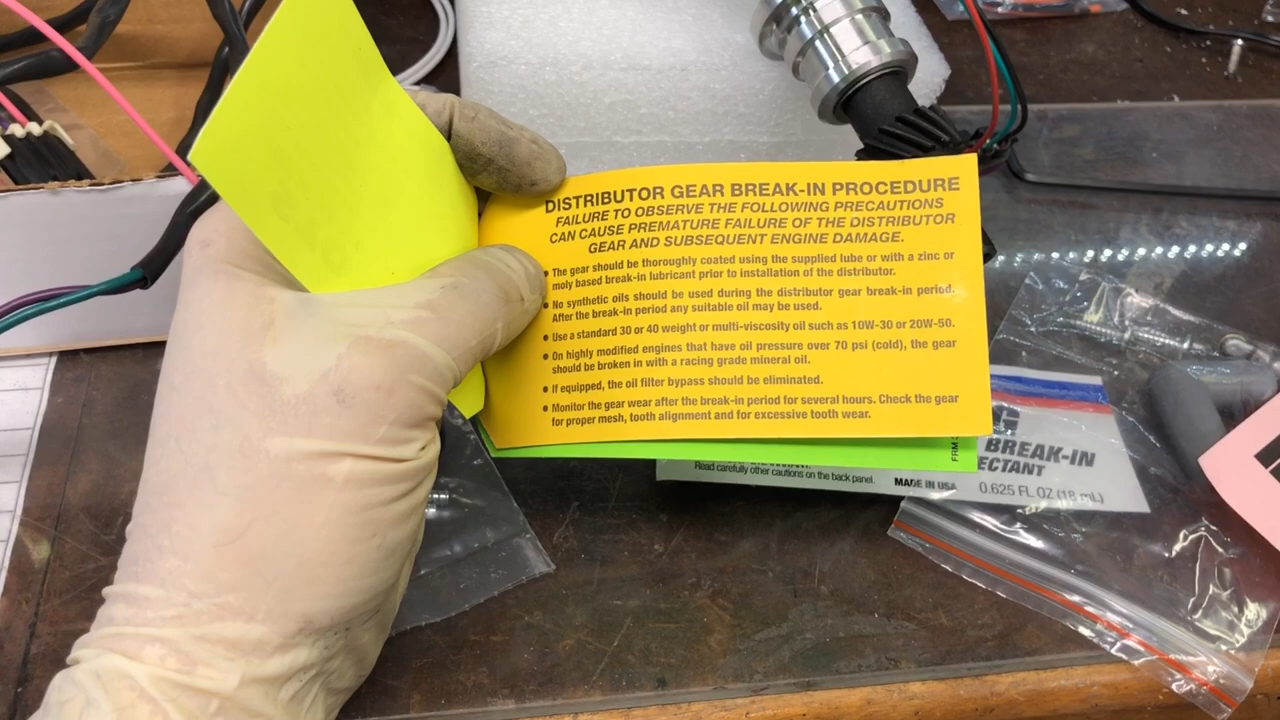 DISTRIBUTOR GEAR BREAK-IN PROCEDURE
FAILURE TO OBSERVE THE FOLLOWING PRECAUTIONS
CAN CAUSE PREMATURE FAILURE OF THE DISTRIBUTOR
GEAR AND SUBSEQUENT ENGINE DAMAGE.
• The gear should be thoroughly coated using the supplied lube or with a zinc or
moly based break-in lubricant prior to installation of the distributor.
• No synthetic oils should be used during the distributor gear break-in period.
After the break-in period any suitable oil may be used.
• Use a standard 30 or 40 weight or multi-viscosity oil such as 10W-30 or 20W-50.
• On highly modified engines that have oil pressure over 70 psi (cold), the gear
should be broken in with a racing grade mineral oil.
• If equipped, the oil filter bypass should be eliminated.
• Monitor the gear wear after the break-in period for several hours. Check the gear
for proper mesh, tooth alignment and for excessive tooth wear.
FRM
G
BREAK-IN
ECTANT
Read carefully other cautions on the back panel.
MADE IN USA
0.625 FL OZ (18 mL)